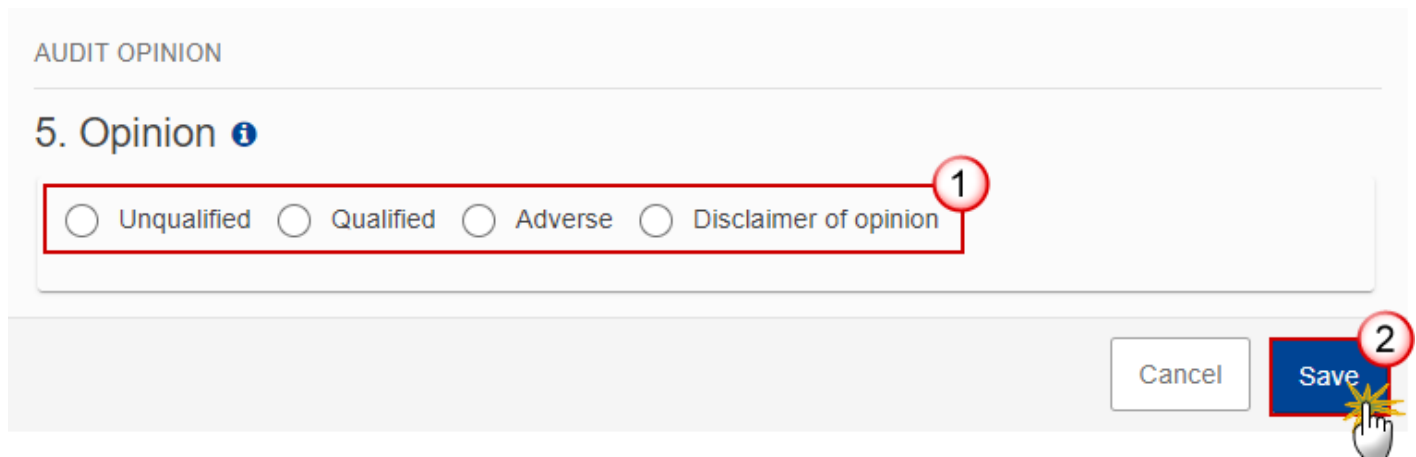 AUDIT OPINION
5. Opinion
1
Unqualified Qualified Adverse Disclaimer of opinion
2
Cancel Save